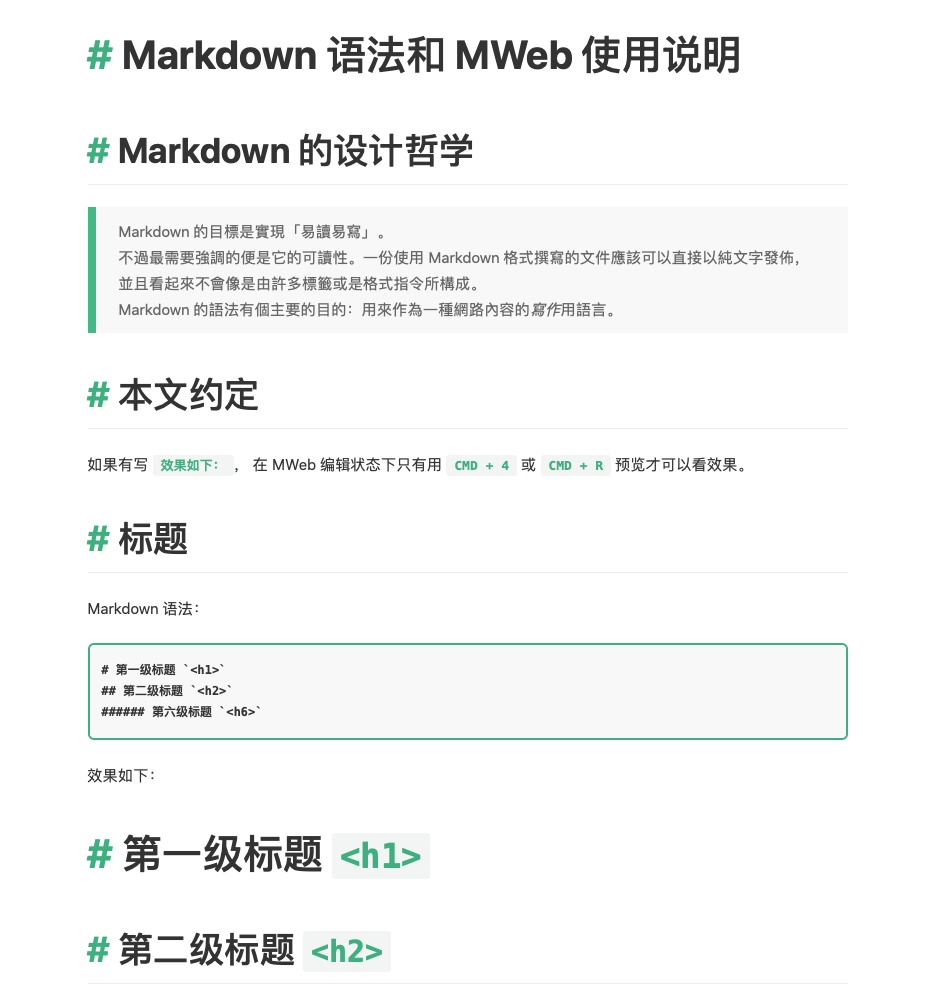 # Markdown 语法和 MWeb 使用说明
# Markdown 的设计哲学
Markdown 的目標是實現「易讀易寫」。
不過最需要強調的便是它的可讀性。一份使用 Markdown 格式撰寫的文件應該可以直接以純文字發佈，
並且看起來不會像是由許多標籤或是格式指令所構成。
Markdown 的語法有個主要的目的：用來作為一種網路內容的寫作用語言。
# 本文约定
如果有写 效果如下： ， 在 MWeb 编辑状态下只有用 CMD + 4 或 CMD + R 预览才可以看效果。
# 标题
Markdown 语法：
# 第一级标题 `<h1>`
## 第二级标题 `<h2>`
###### 第六级标题 `<h6>`
效果如下：
# 第一级标题 <h1>
# 第二级标题 <h2>